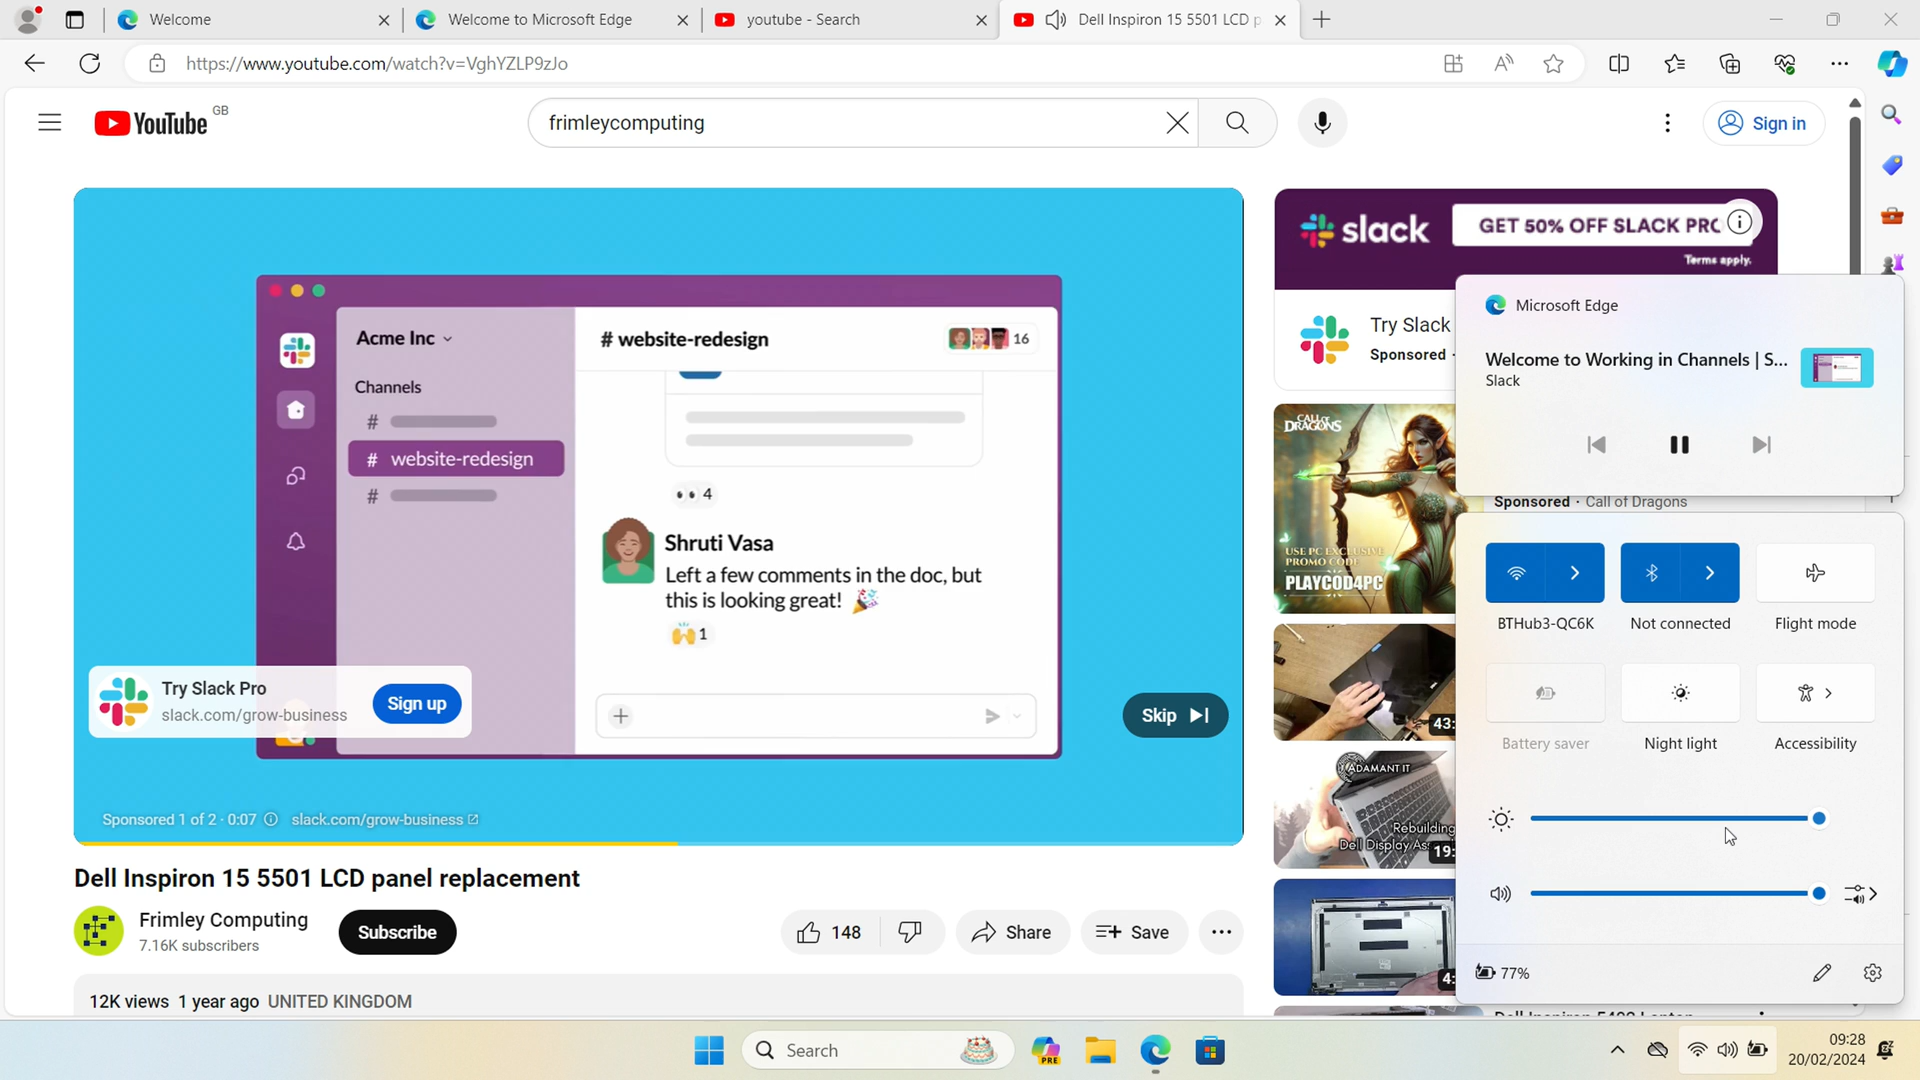 Welcome
Welcome to Microsoft Edge
youtube - Search
Dell Inspiron 15 5501 LCD p
https://www.youtube.com/watch?v=VghYZLP9zJo
YouTube GB
frimleycomputing
Sign in
slack
GET 50% OFF SLACK PRO
Terms apply.
Acme Inc
Channels
#
# website-redesign
#
# website-redesign
16
4
Shruti Vasa
Left a few comments in the doc, but
this is looking great!
1
Try Slack Pro
slack.com/grow-business
Sign up
Skip
Sponsored 1 of 2 · 0:07
slack.com/grow-business
Try Slack
Sponsored ·
CALL OF
DRAGONS
USE PC EXCLUSIVE
PROMO CODE
PLAYCOD4PC
Sponsored · Call of Dragons
43:
ADAMANT IT
Rebuilding
Dell Display As
19:
4:
Microsoft Edge
Welcome to Working in Channels | S...
Slack
BTHub3-QC6K
Not connected
Flight mode
Battery saver
Night light
Accessibility
77%
Dell Inspiron 15 5501 LCD panel replacement
Frimley Computing
7.16K subscribers
Subscribe
148
Share
Save
12K views 1 year ago UNITED KINGDOM
Search
PRE
09:28
20/02/2024